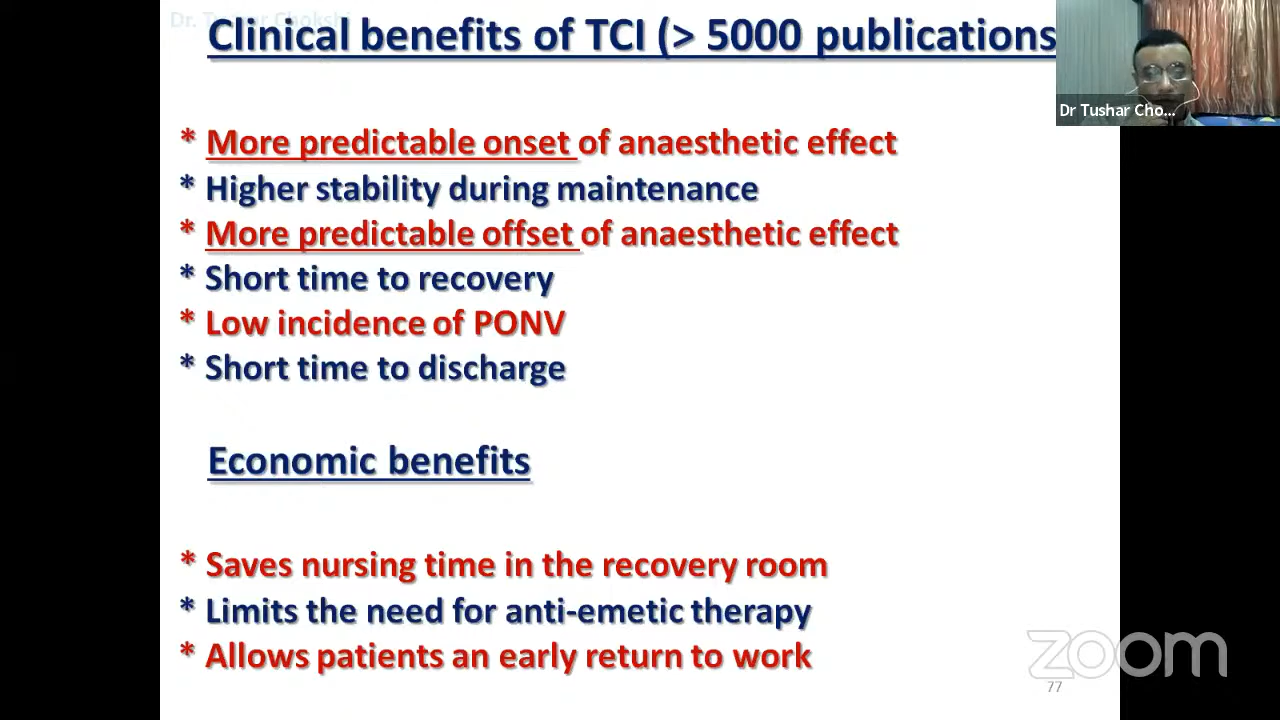 Dr. Tushar Chokshi
Clinical benefits of TCI (> 5000 publications
Dr Tushar Cho...
* More predictable onset of anaesthetic effect
* Higher stability during maintenance
* More predictable offset of anaesthetic effect
* Short time to recovery
* Low incidence of PONV
* Short time to discharge
Economic benefits
* Saves nursing time in the recovery room
* Limits the need for anti-emetic therapy
* Allows patients an early return to work
zoom
77